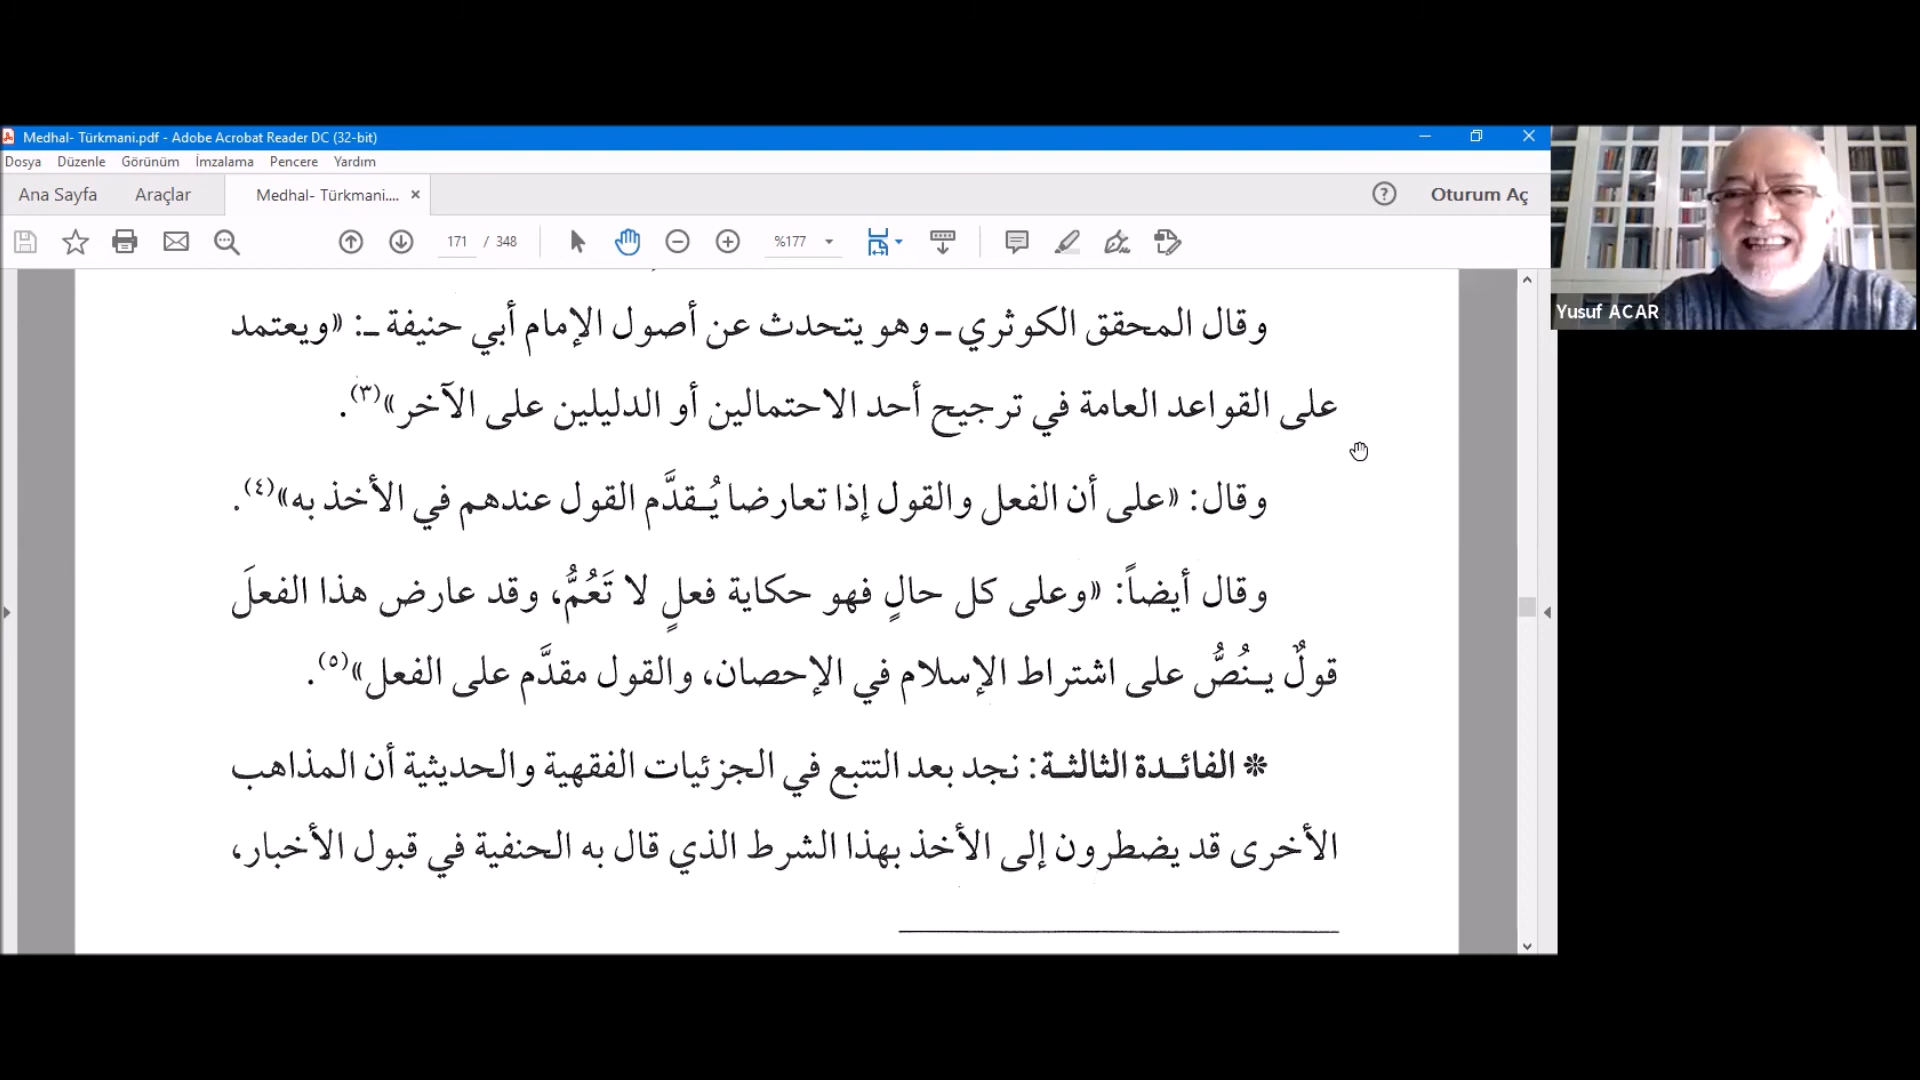 Medhal- Türkmani.pdf - Adobe Acrobat Reader DC (32-bit)
Dosya Düzenle Görünüm İmzalama Pencere Yardım
Ana Sayfa Araçlar Medhal- Türkmani.... Oturum Aç
171 / 348 %177
Yusuf ACAR
وقال المحقق الكوثري ـ وهو يتحدث عن أصول الإمام أبي حنيفة ـ: «ويعتمد
على القواعد العامة في ترجيح أحد الاحتمالين أو الدليلين على الآخر»(٣).
وقال: «على أن الفعل والقول إذا تعارضا يُـقدَّم القول عندهم في الأخذ به»(٤).
وقال أيضاً: «وعلى كل حالٍ فهو حكاية فعلٍ لا تَعُمُّ، وقد عارض هذا الفعلَ
قولٌ يـنُصُّ على اشتراط الإسلام في الإحصان، والقول مقدَّم على الفعل»(٥).
❊ الفائـدة الثالثـة: نجد بعد التتبع في الجزئيات الفقهية والحديثية أن المذاهب
الأخرى قد يضطرون إلى الأخذ بهذا الشرط الذي قال به الحنفية في قبول الأخبار،